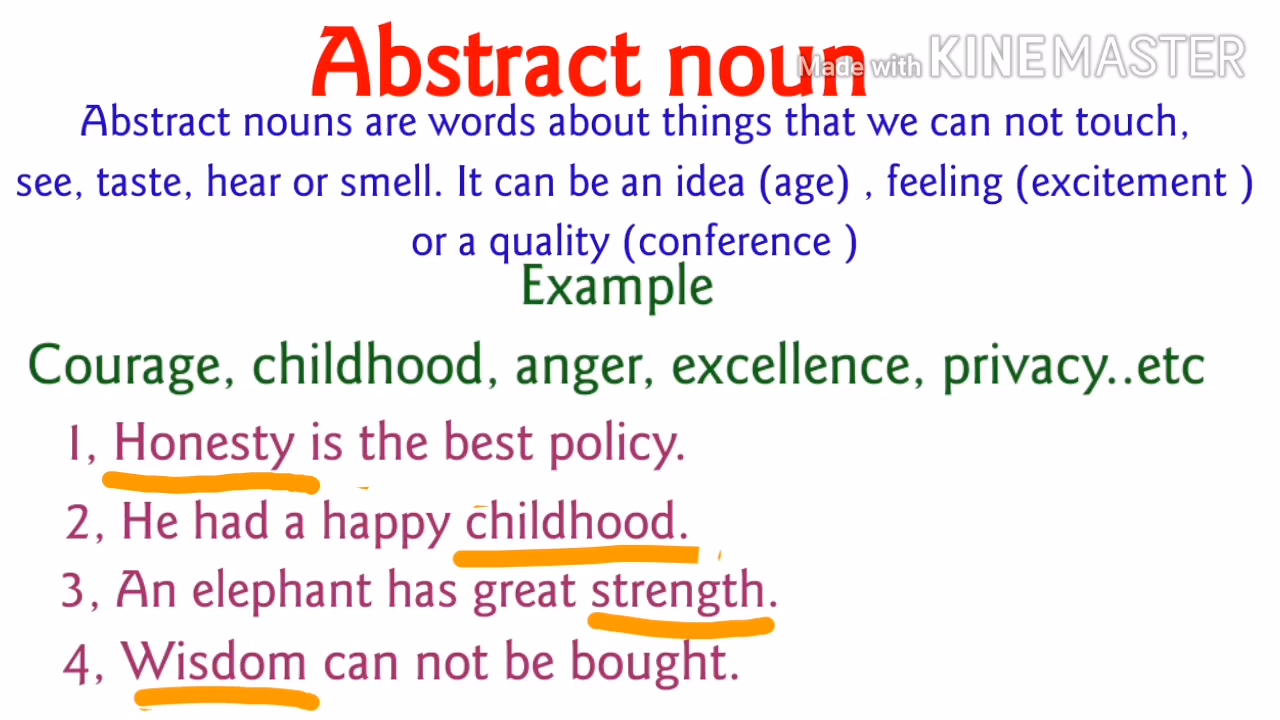 Abstract noun
Made with KINEMASTER
Abstract nouns are words about things that we can not touch,
see, taste, hear or smell. It can be an idea (age) , feeling (excitement )
or a quality (conference )
Example
Courage, childhood, anger, excellence, privacy..etc
1, Honesty is the best policy.
2, He had a happy childhood.
3, An elephant has great strength.
4, Wisdom can not be bought.